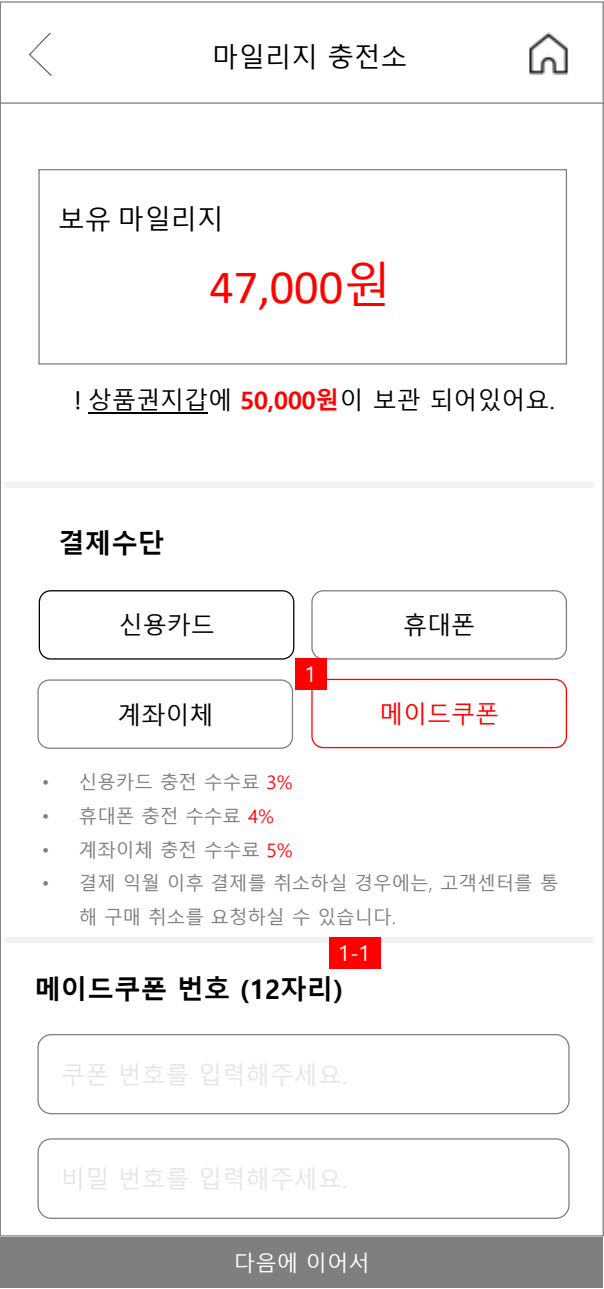 마일리지 충전소
보유 마일리지
47,000원
! 상품권지갑에 50,000원이 보관 되어있어요.
결제수단
신용카드
휴대폰
1
계좌이체
메이드쿠폰
• 신용카드 충전 수수료 3%
• 휴대폰 충전 수수료 4%
• 계좌이체 충전 수수료 5%
• 결제 익월 이후 결제를 취소하실 경우에는, 고객센터를 통
해 구매 취소를 요청하실 수 있습니다.
1-1
메이드쿠폰 번호 (12자리)
쿠폰 번호를 입력해주세요.
비밀 번호를 입력해주세요.
다음에 이어서